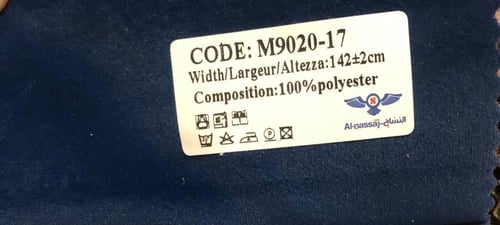 CODE: M9020-17
Width/Largeur/Altezza:142±2cm
Composition:100%polyester
S
Al-nassaj-النساج